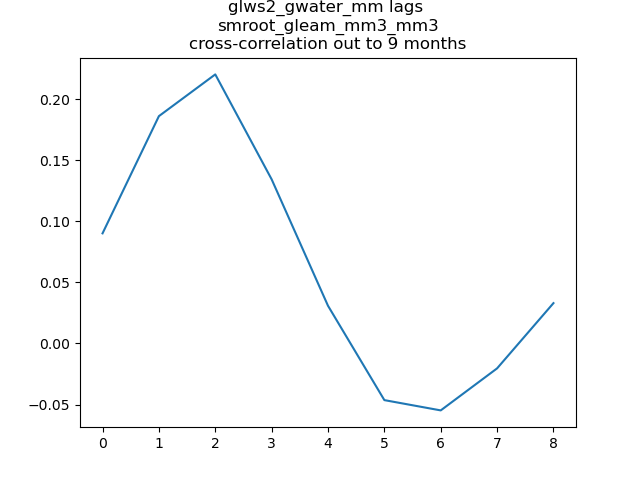 glws2_gwater_mm lags
smroot_gleam_mm3_mm3
cross-correlation out to 9 months
0.20
0.15
0.10
0.05
0.00
−0.05
0 1 2 3 4 5 6 7 8